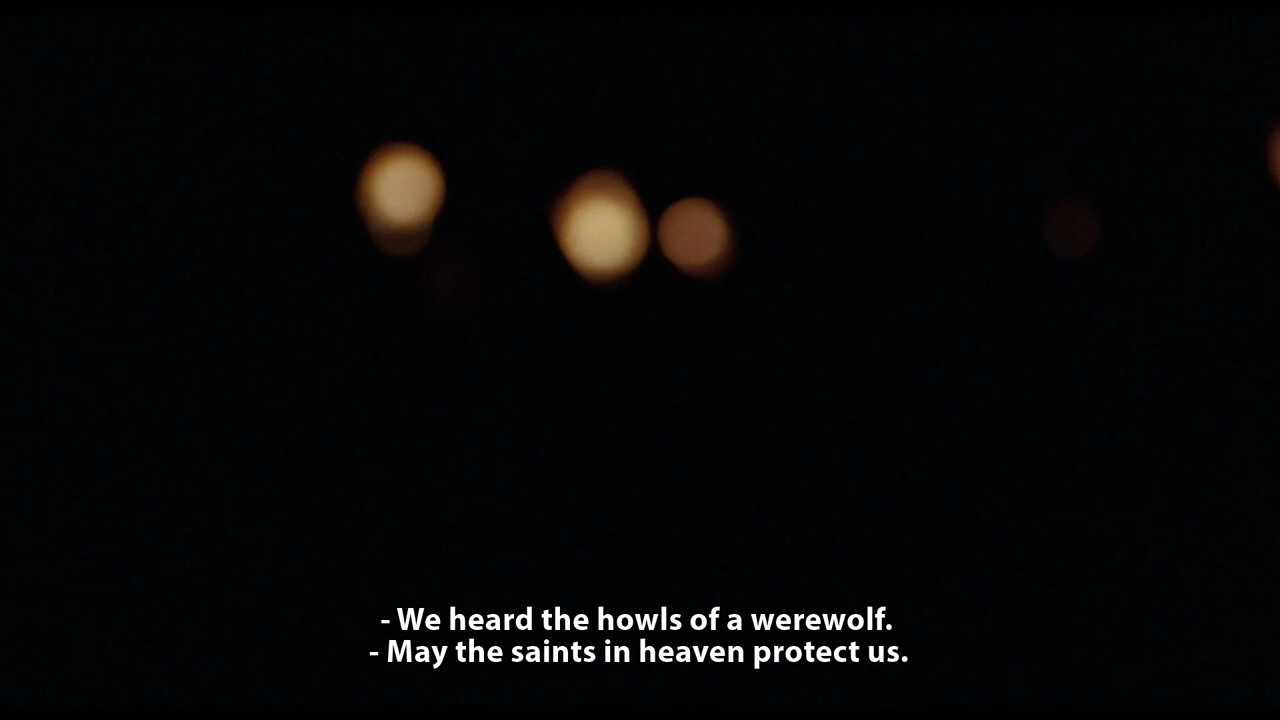 - We heard the howls of a werewolf.
- May the saints in heaven protect us.